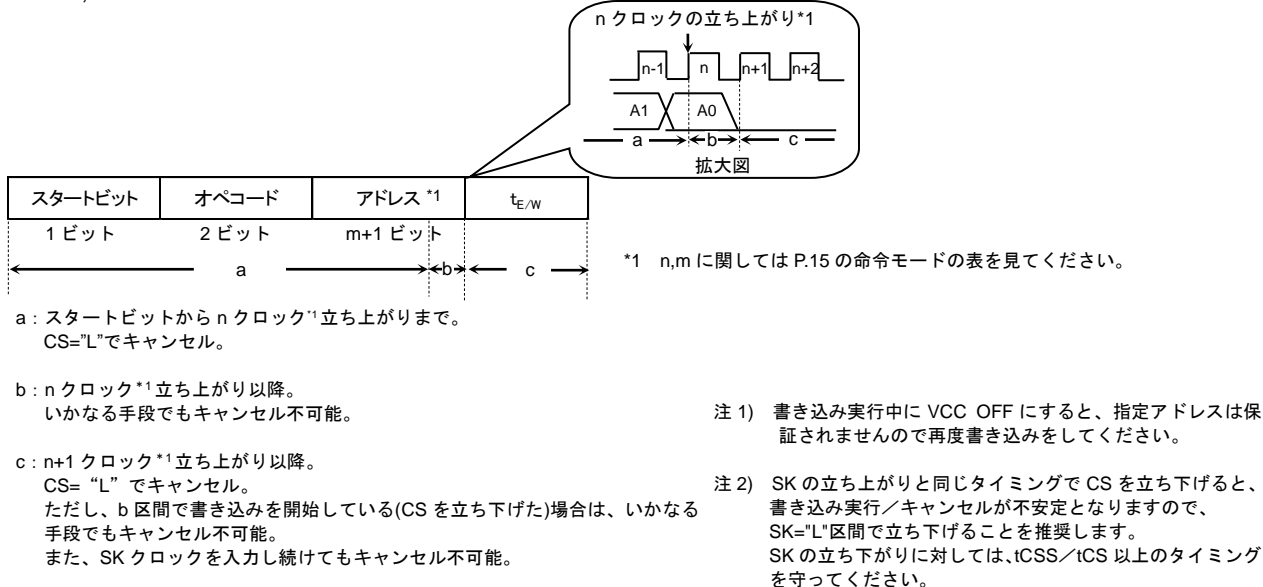 n クロックの立ち上がり*1
n-1 n n+1 n+2
A1 A0
a b c
拡大図
スタートビット オペコード アドレス *1 tE/W
1 ビット 2 ビット m+1 ビット
a b c
*1 n,m に関しては P.15 の命令モードの表を見てください。
a：スタートビットから n クロック*1 立ち上がりまで。
CS="L"でキャンセル。
b：n クロック*1 立ち上がり以降。
いかなる手段でもキャンセル不可能。
c：n+1 クロック*1 立ち上がり以降。
CS= “L” でキャンセル。
ただし、b 区間で書き込みを開始している(CS を立ち下げた)場合は、いかなる
手段でもキャンセル不可能。
また、SK クロックを入力し続けてもキャンセル不可能。
注 1) 書き込み実行中に VCC OFF にすると、指定アドレスは保
証されませんので再度書き込みをしてください。
注 2) SK の立ち上がりと同じタイミングで CS を立ち下げると、
書き込み実行／キャンセルが不安定となりますので、
SK="L"区間で立ち下げることを推奨します。
SK の立ち下がりに対しては、tCSS／tCS 以上のタイミング
を守ってください。